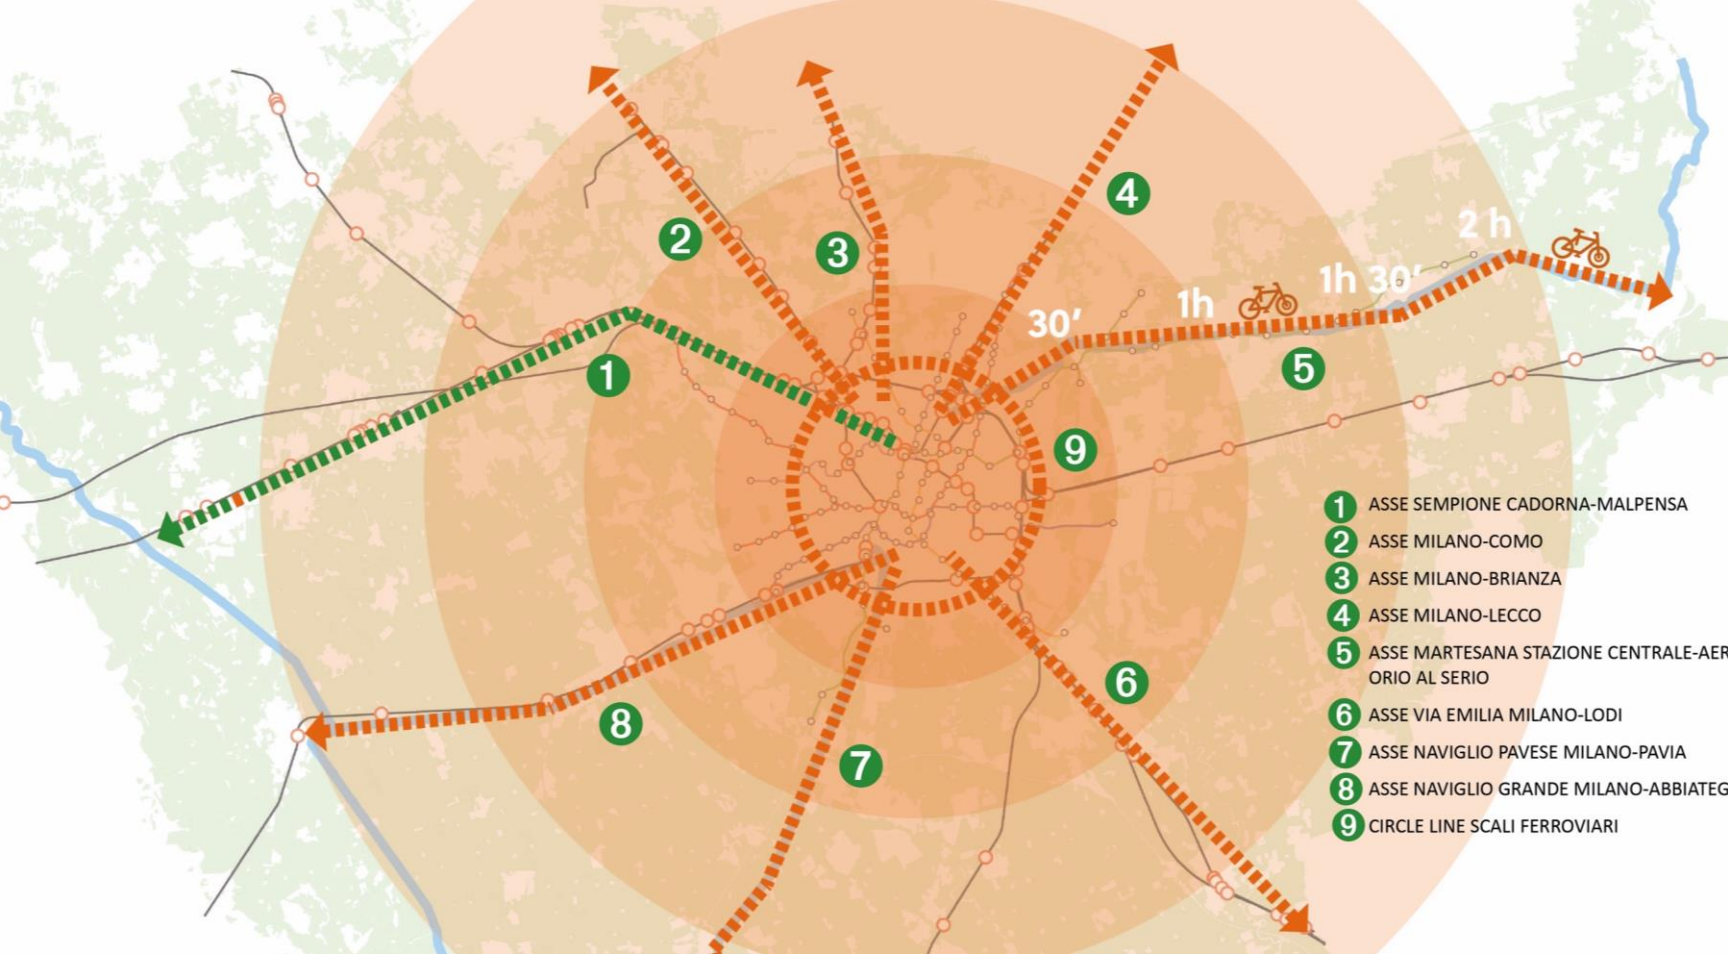 2
3
4
2 h
1h 30’
1h
30’
1
5
9
8
7
6
1 ASSE SEMPIONE CADORNA-MALPENSA
2 ASSE MILANO-COMO
3 ASSE MILANO-BRIANZA
4 ASSE MILANO-LECCO
5 ASSE MARTESANA STAZIONE CENTRALE-AER
ORIO AL SERIO
6 ASSE VIA EMILIA MILANO-LODI
7 ASSE NAVIGLIO PAVESE MILANO-PAVIA
8 ASSE NAVIGLIO GRANDE MILANO-ABBIATEG
9 CIRCLE LINE SCALI FERROVIARI